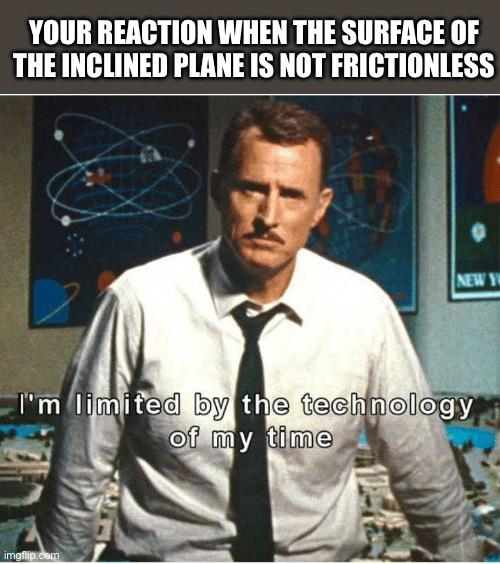 YOUR REACTION WHEN THE SURFACE OF
THE INCLINED PLANE IS NOT FRICTIONLESS
NEW
I'm limited by the technology
of my time
imgflip.com